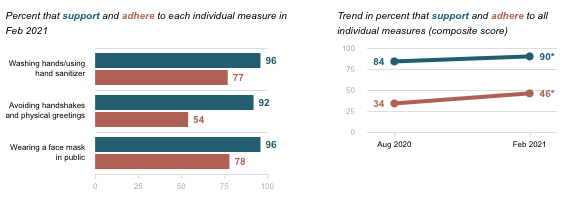 Percent that support and adhere to each individual measure in
Feb 2021
Washing hands/using
hand sanitizer
96
77
Avoiding handshakes
and physical greetings
92
54
Wearing a face mask
in public
96
78
0 25 50 75 100
Trend in percent that support and adhere to all
individual measures (composite score)
100
75
50
25
0
84
90*
34
46*
Aug 2020 Feb 2021